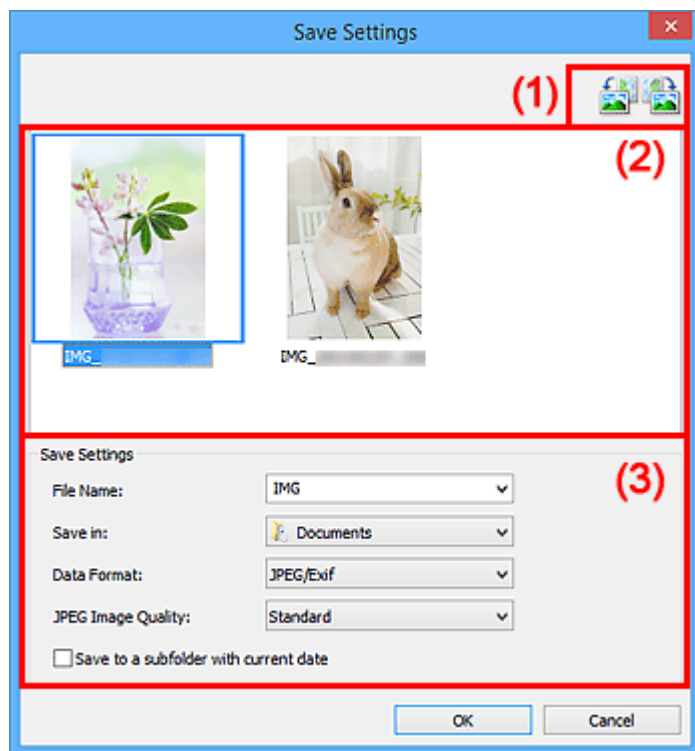 Save Settings
(1)
(2)
IMG_
IMG_
Save Settings
(3)
File Name: IMG
Save in: Documents
Data Format: JPEG/Exif
JPEG Image Quality: Standard
Save to a subfolder with current date
OK Cancel